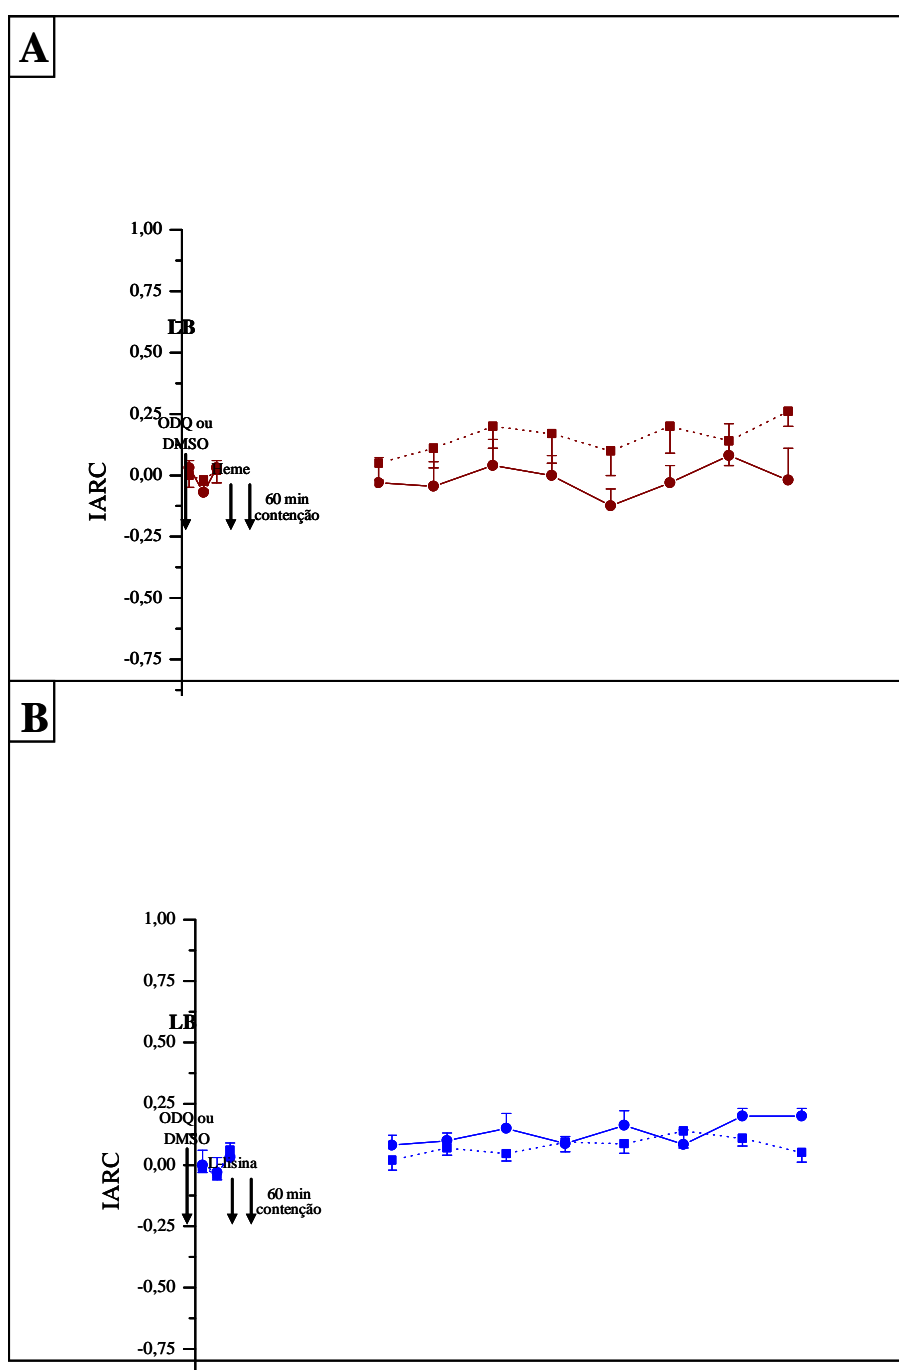 A
1,00
0,75
LB
0,50
0,25
ODQ ou
DMSO
Heme
0,00
60 min
contenção
IARC
-0,25
-0,50
-0,75
B
1,00
0,75
LB
0,50
0,25
ODQ ou
DMSO
L-lisina
0,00
60 min
contenção
IARC
-0,25
-0,50
-0,75